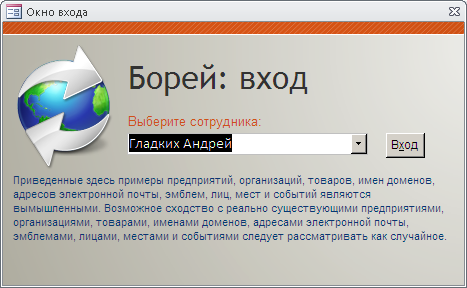 Окно входа
Борей: вход
Выберите сотрудника:
Гладких Андрей
Вход
Приведенные здесь примеры предприятий, организаций, товаров, имен доменов,
адресов электронной почты, эмблем, лиц, мест и событий являются
вымышленными. Возможное сходство с реально существующими предприятиями,
организациями, товарами, именами доменов, адресами электронной почты,
эмблемами, лицами, местами и событиями следует рассматривать как случайное.